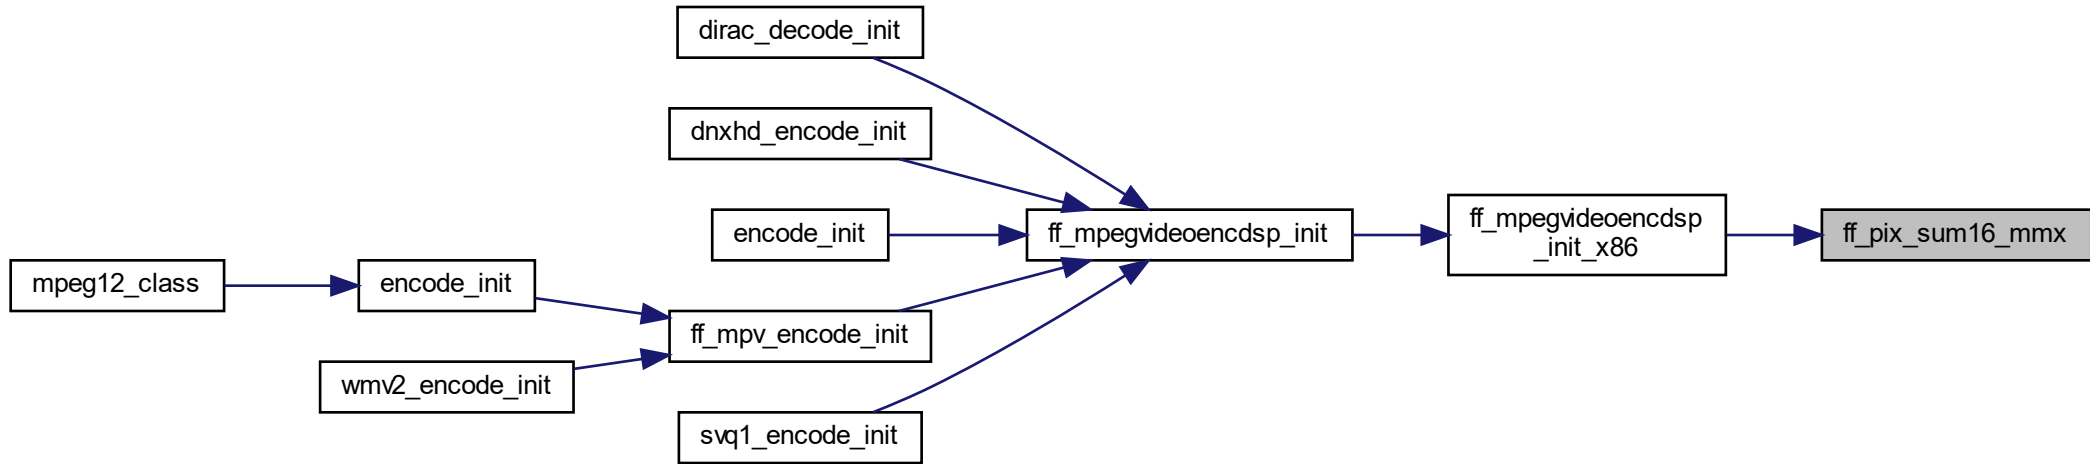 dirac_decode_init
dnxhd_encode_init
encode_init
mpeg12_class
encode_init
ff_mpv_encode_init
wmv2_encode_init
svq1_encode_init
ff_mpegvideoencdsp_init
ff_mpegvideoencdsp
_init_x86
ff_pix_sum16_mmx